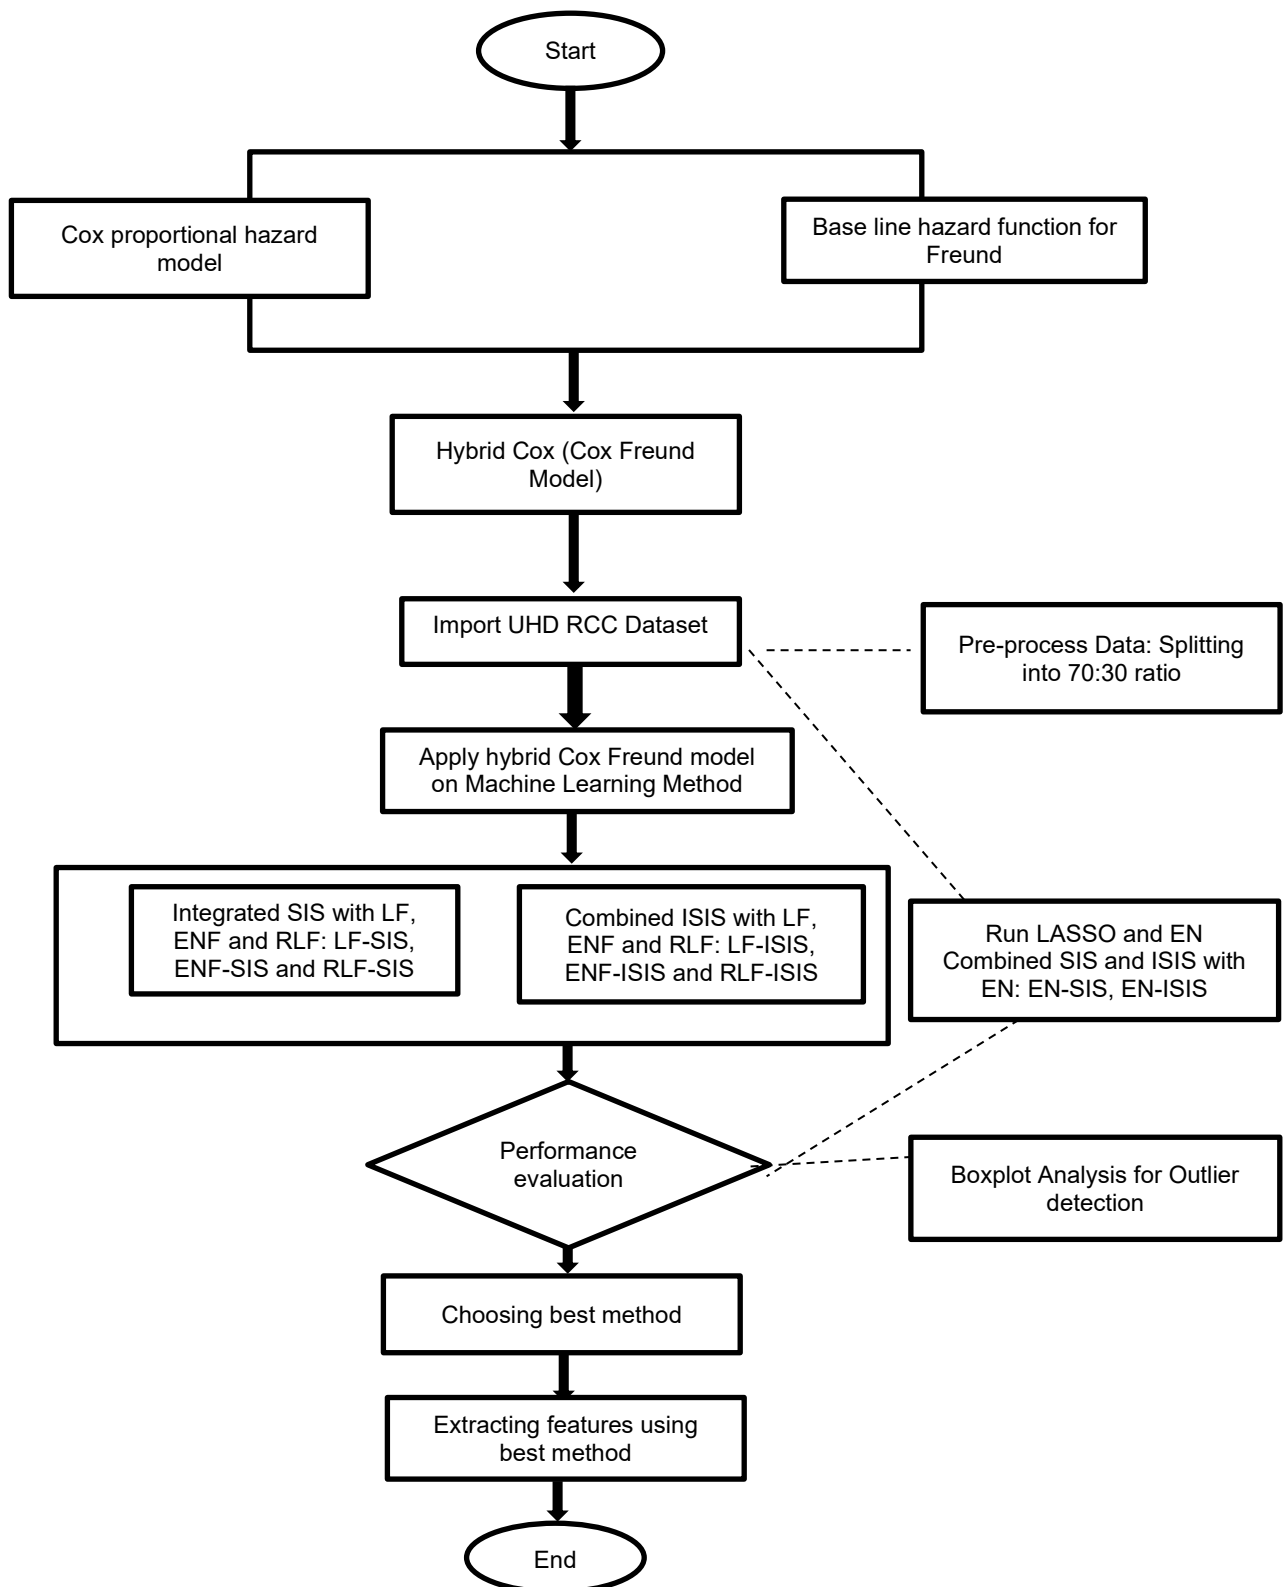 Start
Cox proportional hazard
model
Base line hazard function for
Freund
Hybrid Cox (Cox Freund
Model)
Import UHD RCC Dataset
Pre-process Data: Splitting
into 70:30 ratio
Apply hybrid Cox Freund model
on Machine Learning Method
Integrated SIS with LF,
ENF and RLF: LF-SIS,
ENF-SIS and RLF-SIS
Combined ISIS with LF,
ENF and RLF: LF-ISIS,
ENF-ISIS and RLF-ISIS
Run LASSO and EN
Combined SIS and ISIS with
EN: EN-SIS, EN-ISIS
Performance
evaluation
Boxplot Analysis for Outlier
detection
Choosing best method
Extracting features using
best method
End